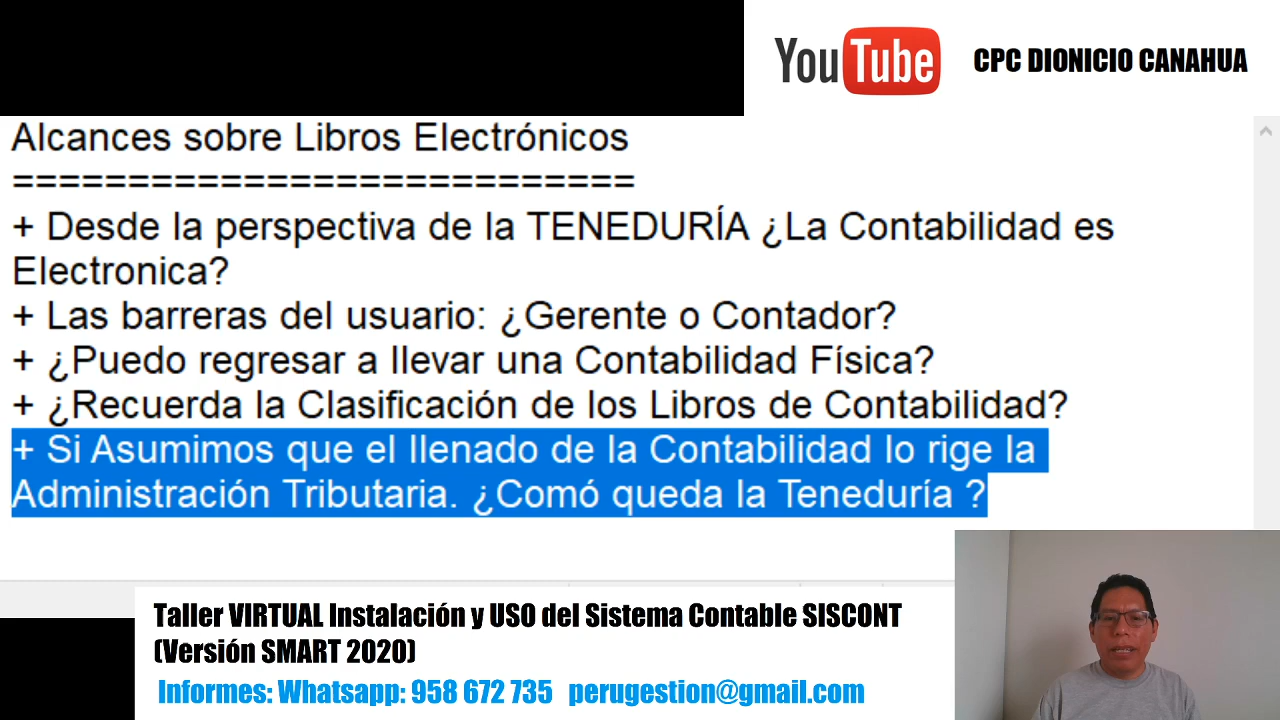 YouTube CPC DIONICIO CANAHUA
Alcances sobre Libros Electrónicos
===========================
+ Desde la perspectiva de la TENEDURÍA ¿La Contabilidad es
Electronica?
+ Las barreras del usuario: ¿Gerente o Contador?
+ ¿Puedo regresar a llevar una Contabilidad Física?
+ ¿Recuerda la Clasificación de los Libros de Contabilidad?
+ Si Asumimos que el llenado de la Contabilidad lo rige la
Administración Tributaria. ¿Comó queda la Teneduría ?
Taller VIRTUAL Instalación y USO del Sistema Contable SISCONT
(Versión SMART 2020)
Informes: Whatsapp: 958 672 735 perugestion@gmail.com